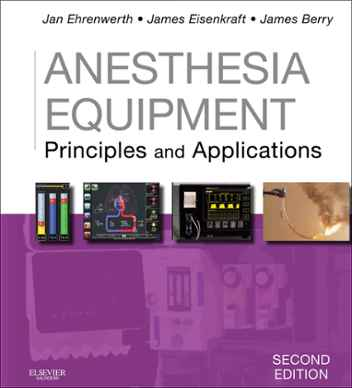 Jan Ehrenwerth • James Eisenkraft • James Berry
ANESTHESIA
EQUIPMENT
Principles and Applications
ELSEVIER
SAUNDERS
SECOND
EDITION